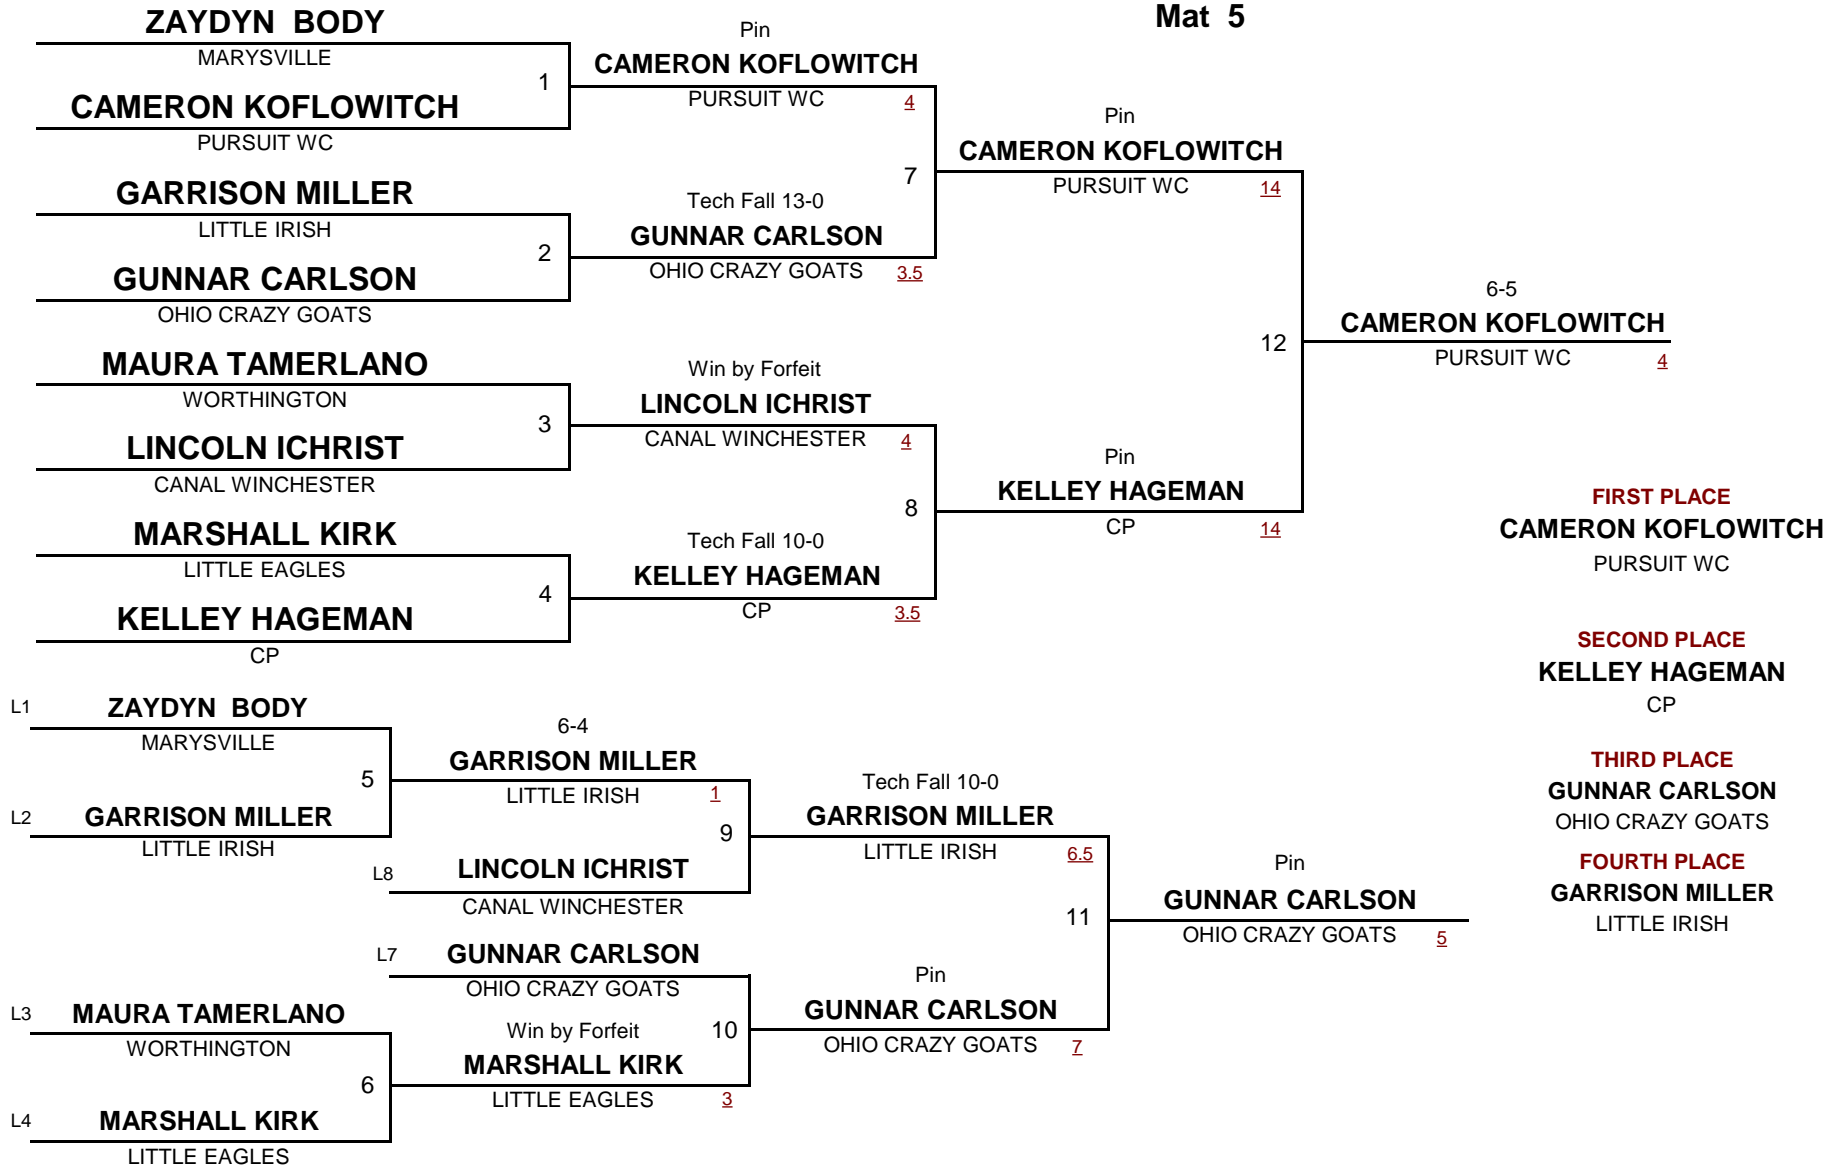 Mat 5
ZAYDYN BODY
MARYSVILLE
1
CAMERON KOFLOWITCH
PURSUIT WC
GARRISON MILLER
LITTLE IRISH
2
GUNNAR CARLSON
OHIO CRAZY GOATS
MAURA TAMERLANO
WORTHINGTON
3
LINCOLN ICHRIST
CANAL WINCHESTER
MARSHALL KIRK
LITTLE EAGLES
4
KELLEY HAGEMAN
CP
Pin
CAMERON KOFLOWITCH
PURSUIT WC 4
7
Tech Fall 13-0
GUNNAR CARLSON
OHIO CRAZY GOATS 3.5
Win by Forfeit
LINCOLN ICHRIST
CANAL WINCHESTER 4
8
Tech Fall 10-0
KELLEY HAGEMAN
CP 3.5
Pin
CAMERON KOFLOWITCH
PURSUIT WC 14
12
Pin
KELLEY HAGEMAN
CP 14
6-5
CAMERON KOFLOWITCH
PURSUIT WC 4
FIRST PLACE
CAMERON KOFLOWITCH
PURSUIT WC
SECOND PLACE
KELLEY HAGEMAN
CP
THIRD PLACE
GUNNAR CARLSON
OHIO CRAZY GOATS
FOURTH PLACE
GARRISON MILLER
LITTLE IRISH
L1 ZAYDYN BODY
MARYSVILLE
5
L2 GARRISON MILLER
LITTLE IRISH
L3 MAURA TAMERLANO
WORTHINGTON
6
L4 MARSHALL KIRK
LITTLE EAGLES
6-4
GARRISON MILLER
LITTLE IRISH 1
9
L8 LINCOLN ICHRIST
CANAL WINCHESTER
L7 GUNNAR CARLSON
OHIO CRAZY GOATS
10
Win by Forfeit
MARSHALL KIRK
LITTLE EAGLES 3
Tech Fall 10-0
GARRISON MILLER
LITTLE IRISH 6.5
11
Pin
GUNNAR CARLSON
OHIO CRAZY GOATS 7
Pin
GUNNAR CARLSON
OHIO CRAZY GOATS 5